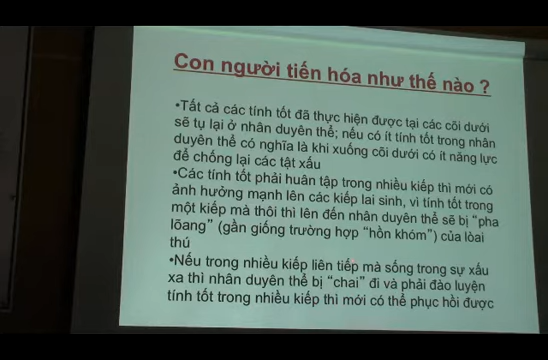 Con người tiến hóa như thế nào ?
•Tất cả các tính tốt đã thực hiện được tại các cõi dưới
sẽ tụ lại ở nhân duyên thể; nếu có ít tính tốt trong nhân
duyên thể có nghĩa là khi xuống cõi dưới có ít năng lực
để chống lại các tật xấu
•Các tính tốt phải huân tập trong nhiều kiếp thì mới có
ảnh hưởng mạnh lên các kiếp lai sinh, vì tính tốt trong
một kiếp mà thôi thì lên đến nhân duyên thể sẽ bị “pha
lõang” (gần giống trường hợp “hồn khóm”) của lòai
thú
•Nếu trong nhiều kiếp liên tiếp mà sống trong sự xấu
xa thì nhân duyên thể bị “chai” đi và phải đào luyện
tính tốt trong nhiều kiếp thì mới có thể phục hồi được